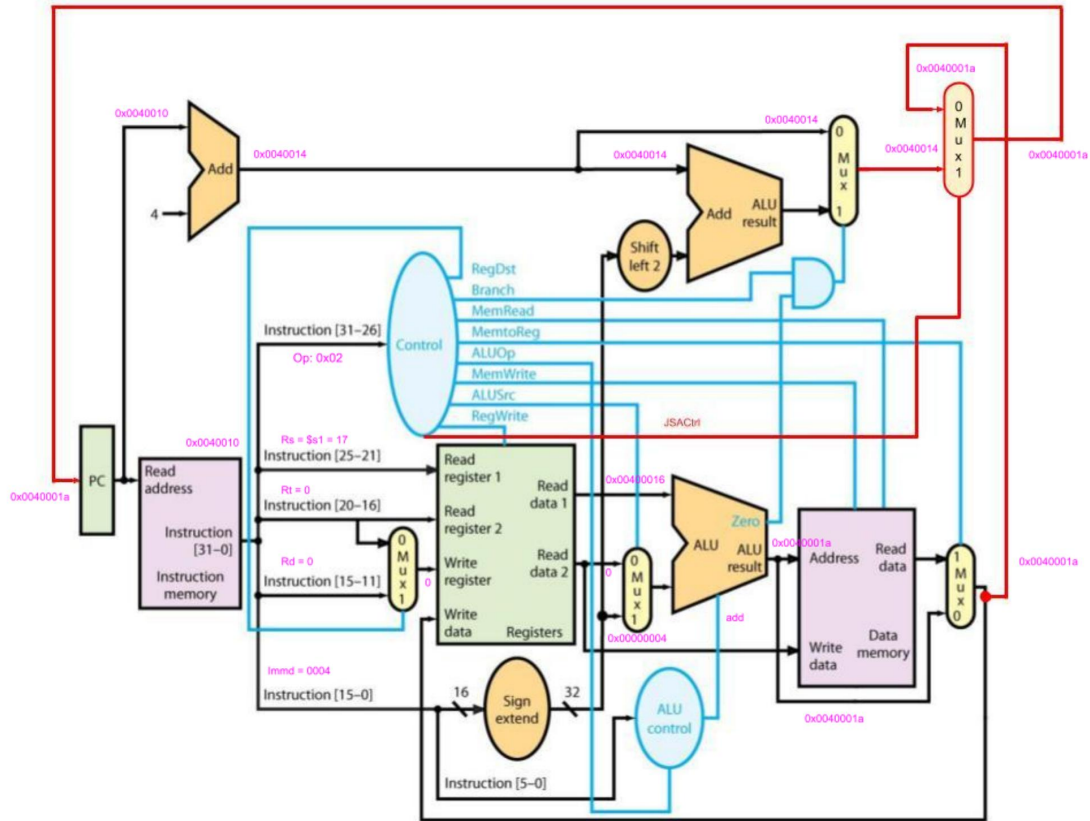 0x0040001a
0x0040010
0x0040014
0
M
u
x
1
0x0040014
0x0040014
0
M
u
x
1
0x0040014
0x0040001a
Add
4
Add
ALU
result
Shift
left 2
RegDst
Branch
MemRead
MemtoReg
ALUOp
MemWrite
ALUSrc
RegWrite
Control
Instruction [31–26]
Op: 0x02
JSACtrl
PC
0x0040001a
0x0040010
Read
address
Instruction
[31–0]
Instruction
memory
Rs = $s1 = 17
Instruction [25–21]
Rt = 0
Instruction [20–16]
Rd = 0
Instruction [15–11]
0
M
u
x
1
0
Read
register 1
Read
register 2
Write
register
Write
data
Read
data 1
Read
data 2
Registers
0x00400016
0
0
M
u
x
1
0x00000004
Zero
ALU
ALU
result
0x0040001a
add
Address
Read
data
Write
data
Data
memory
1
M
u
x
0
0x0040001a
0x0040001a
Immd = 0004
Instruction [15–0]
16
Sign
extend
32
ALU
control
Instruction [5–0]